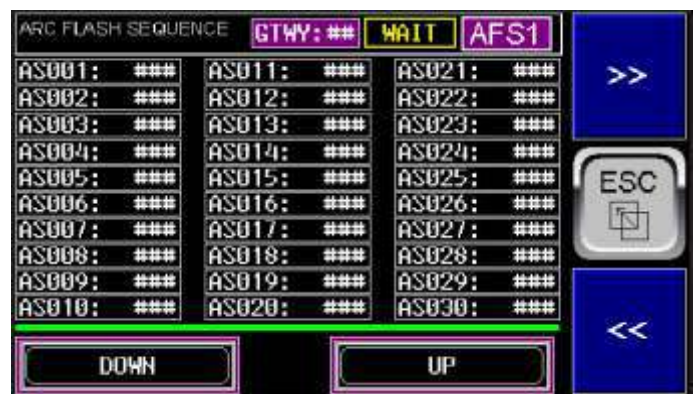 ARC FLASH SEQUENCE GTWY:## WAIT AFS1
AS001: ### AS011: ### AS021: ###
AS002: ### AS012: ### AS022: ###
AS003: ### AS013: ### AS023: ###
AS004: ### AS014: ### AS024: ###
AS005: ### AS015: ### AS025: ###
AS006: ### AS016: ### AS026: ###
AS007: ### AS017: ### AS027: ###
AS008: ### AS018: ### AS028: ###
AS009: ### AS019: ### AS029: ###
AS010: ### AS020: ### AS030: ###
DOWN UP
>>
ESC
<<